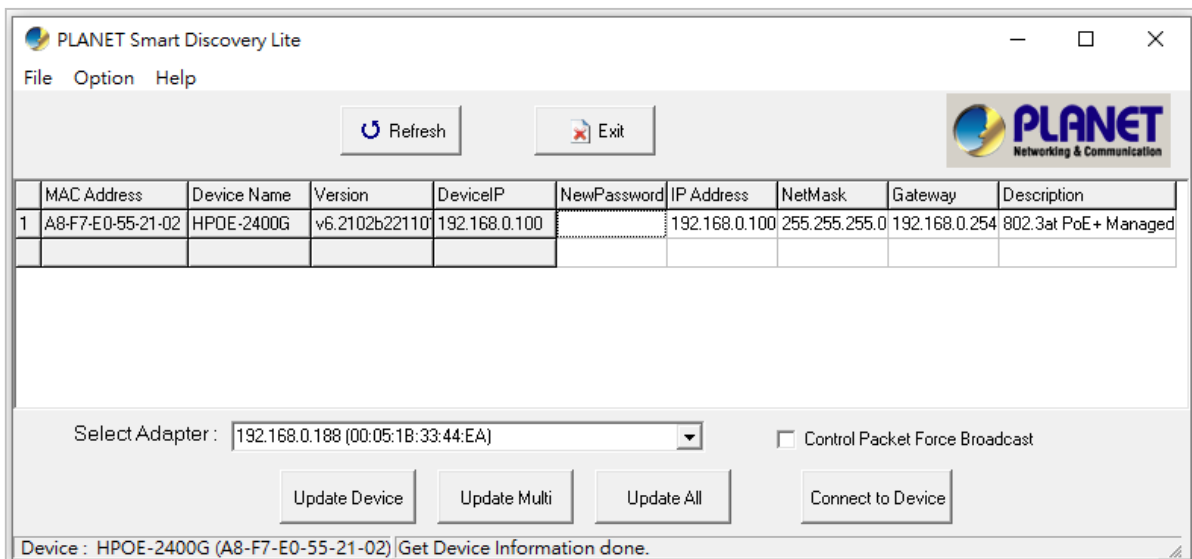 PLANET Smart Discovery Lite
File Option Help
Refresh Exit
PLANET
Networking & Communication
MAC Address Device Name Version DeviceIP NewPassword IP Address NetMask Gateway Description
1 A8-F7-E0-55-21-02 HPOE-2400G v6.2102b22110 192.168.0.100 192.168.0.100 255.255.255.0 192.168.0.254 802.3at PoE+ Managed
Select Adapter : 192.168.0.188 (00:05:1B:33:44:EA) Control Packet Force Broadcast
Update Device Update Multi Update All Connect to Device
Device : HPOE-2400G (A8-F7-E0-55-21-02) Get Device Information done.